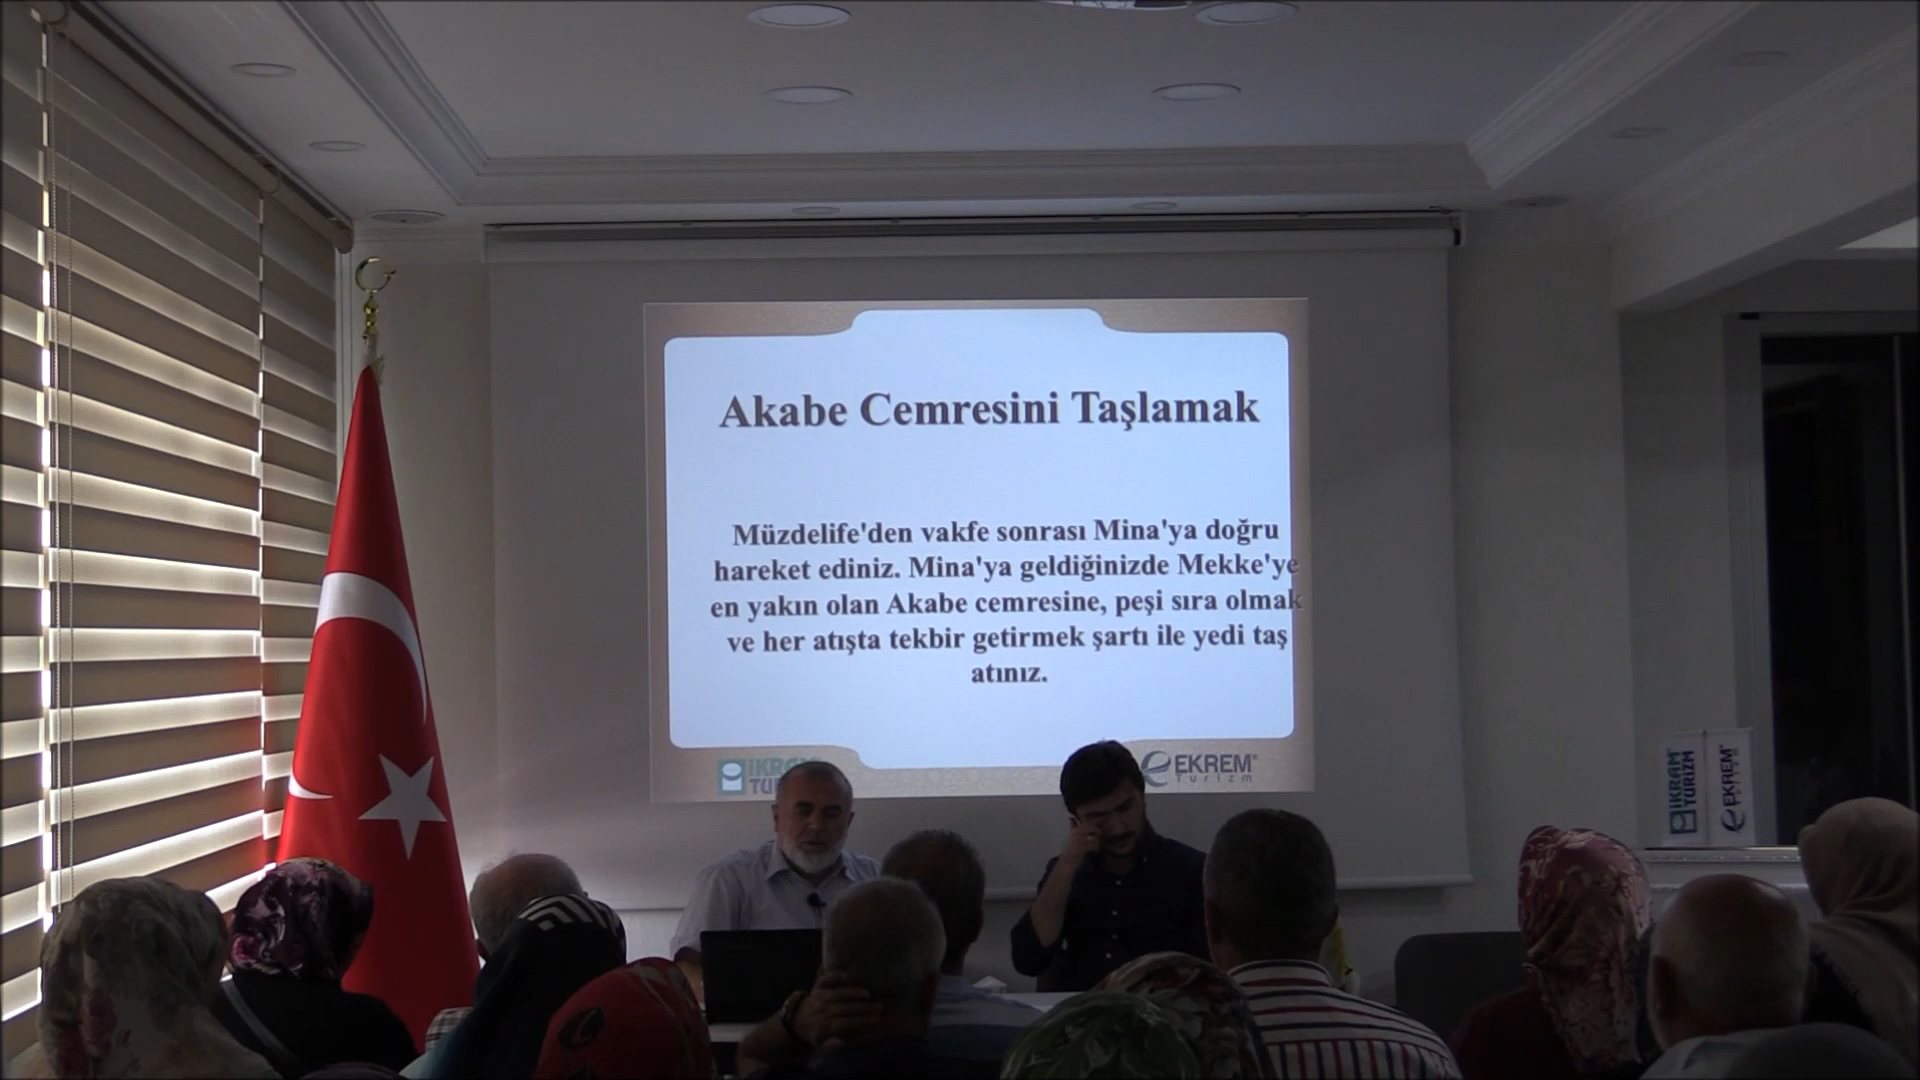 Akabe Cemresini Taşlamak
Müzdelife'den vakfe sonrası Mina'ya doğru
hareket ediniz. Mina'ya geldiğinizde Mekke'ye
en yakın olan Akabe cemresine, peşi sıra olmak
ve her atışta tekbir getirmek şartı ile yedi taş
atınız.
İKRAM
EKREM®
Turizm
İKRAM
TURİZM
EKREM